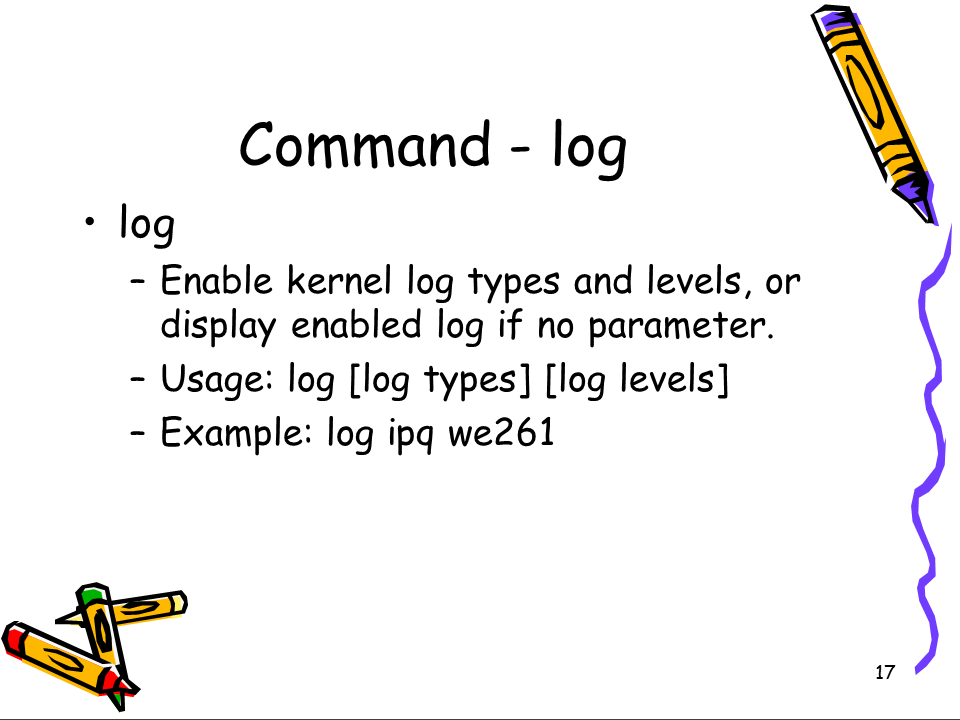 Command - log
• log
– Enable kernel log types and levels, or
display enabled log if no parameter.
– Usage: log [log types] [log levels]
– Example: log ipq we261
17